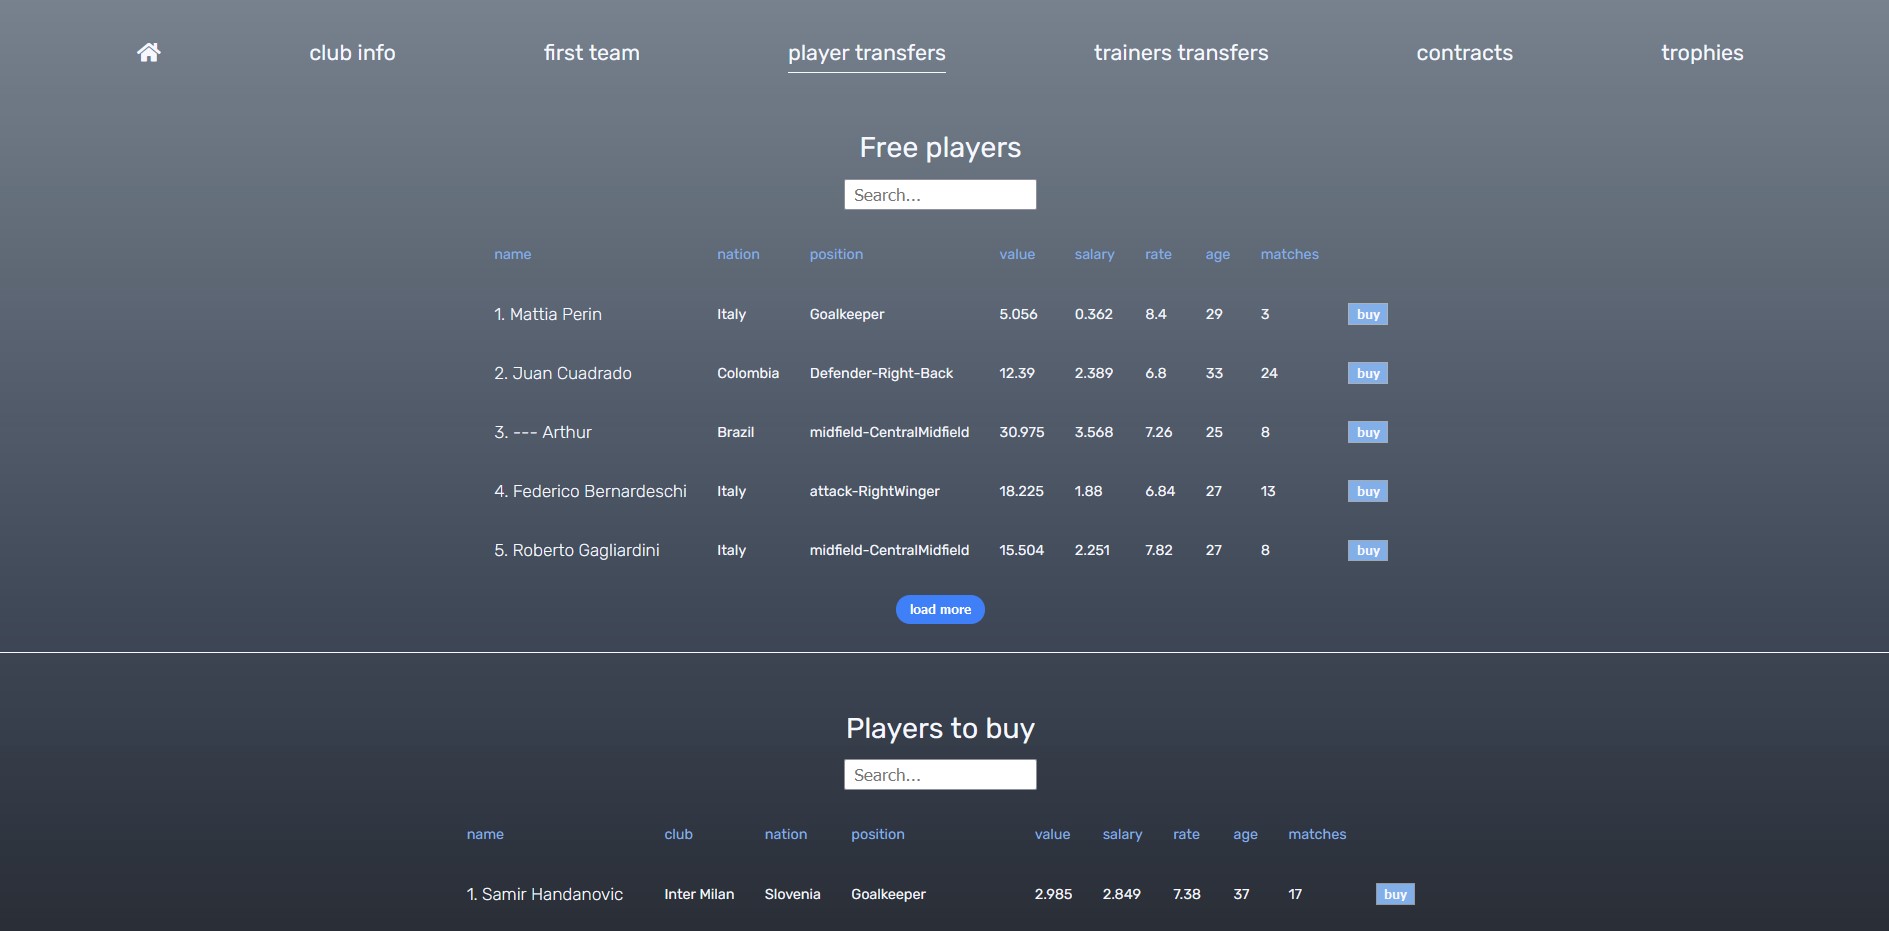 club info first team player transfers trainers transfers contracts trophies
Free players
Search...
name nation position value salary rate age matches
1. Mattia Perin Italy Goalkeeper 5.056 0.362 8.4 29 3 buy
2. Juan Cuadrado Colombia Defender-Right-Back 12.39 2.389 6.8 33 24 buy
3. --- Arthur Brazil midfield-CentralMidfield 30.975 3.568 7.26 25 8 buy
4. Federico Bernardeschi Italy attack-RightWinger 18.225 1.88 6.84 27 13 buy
5. Roberto Gagliardini Italy midfield-CentralMidfield 15.504 2.251 7.82 27 8 buy
load more
Players to buy
Search...
name club nation position value salary rate age matches
1. Samir Handanovic Inter Milan Slovenia Goalkeeper 2.985 2.849 7.38 37 17 buy